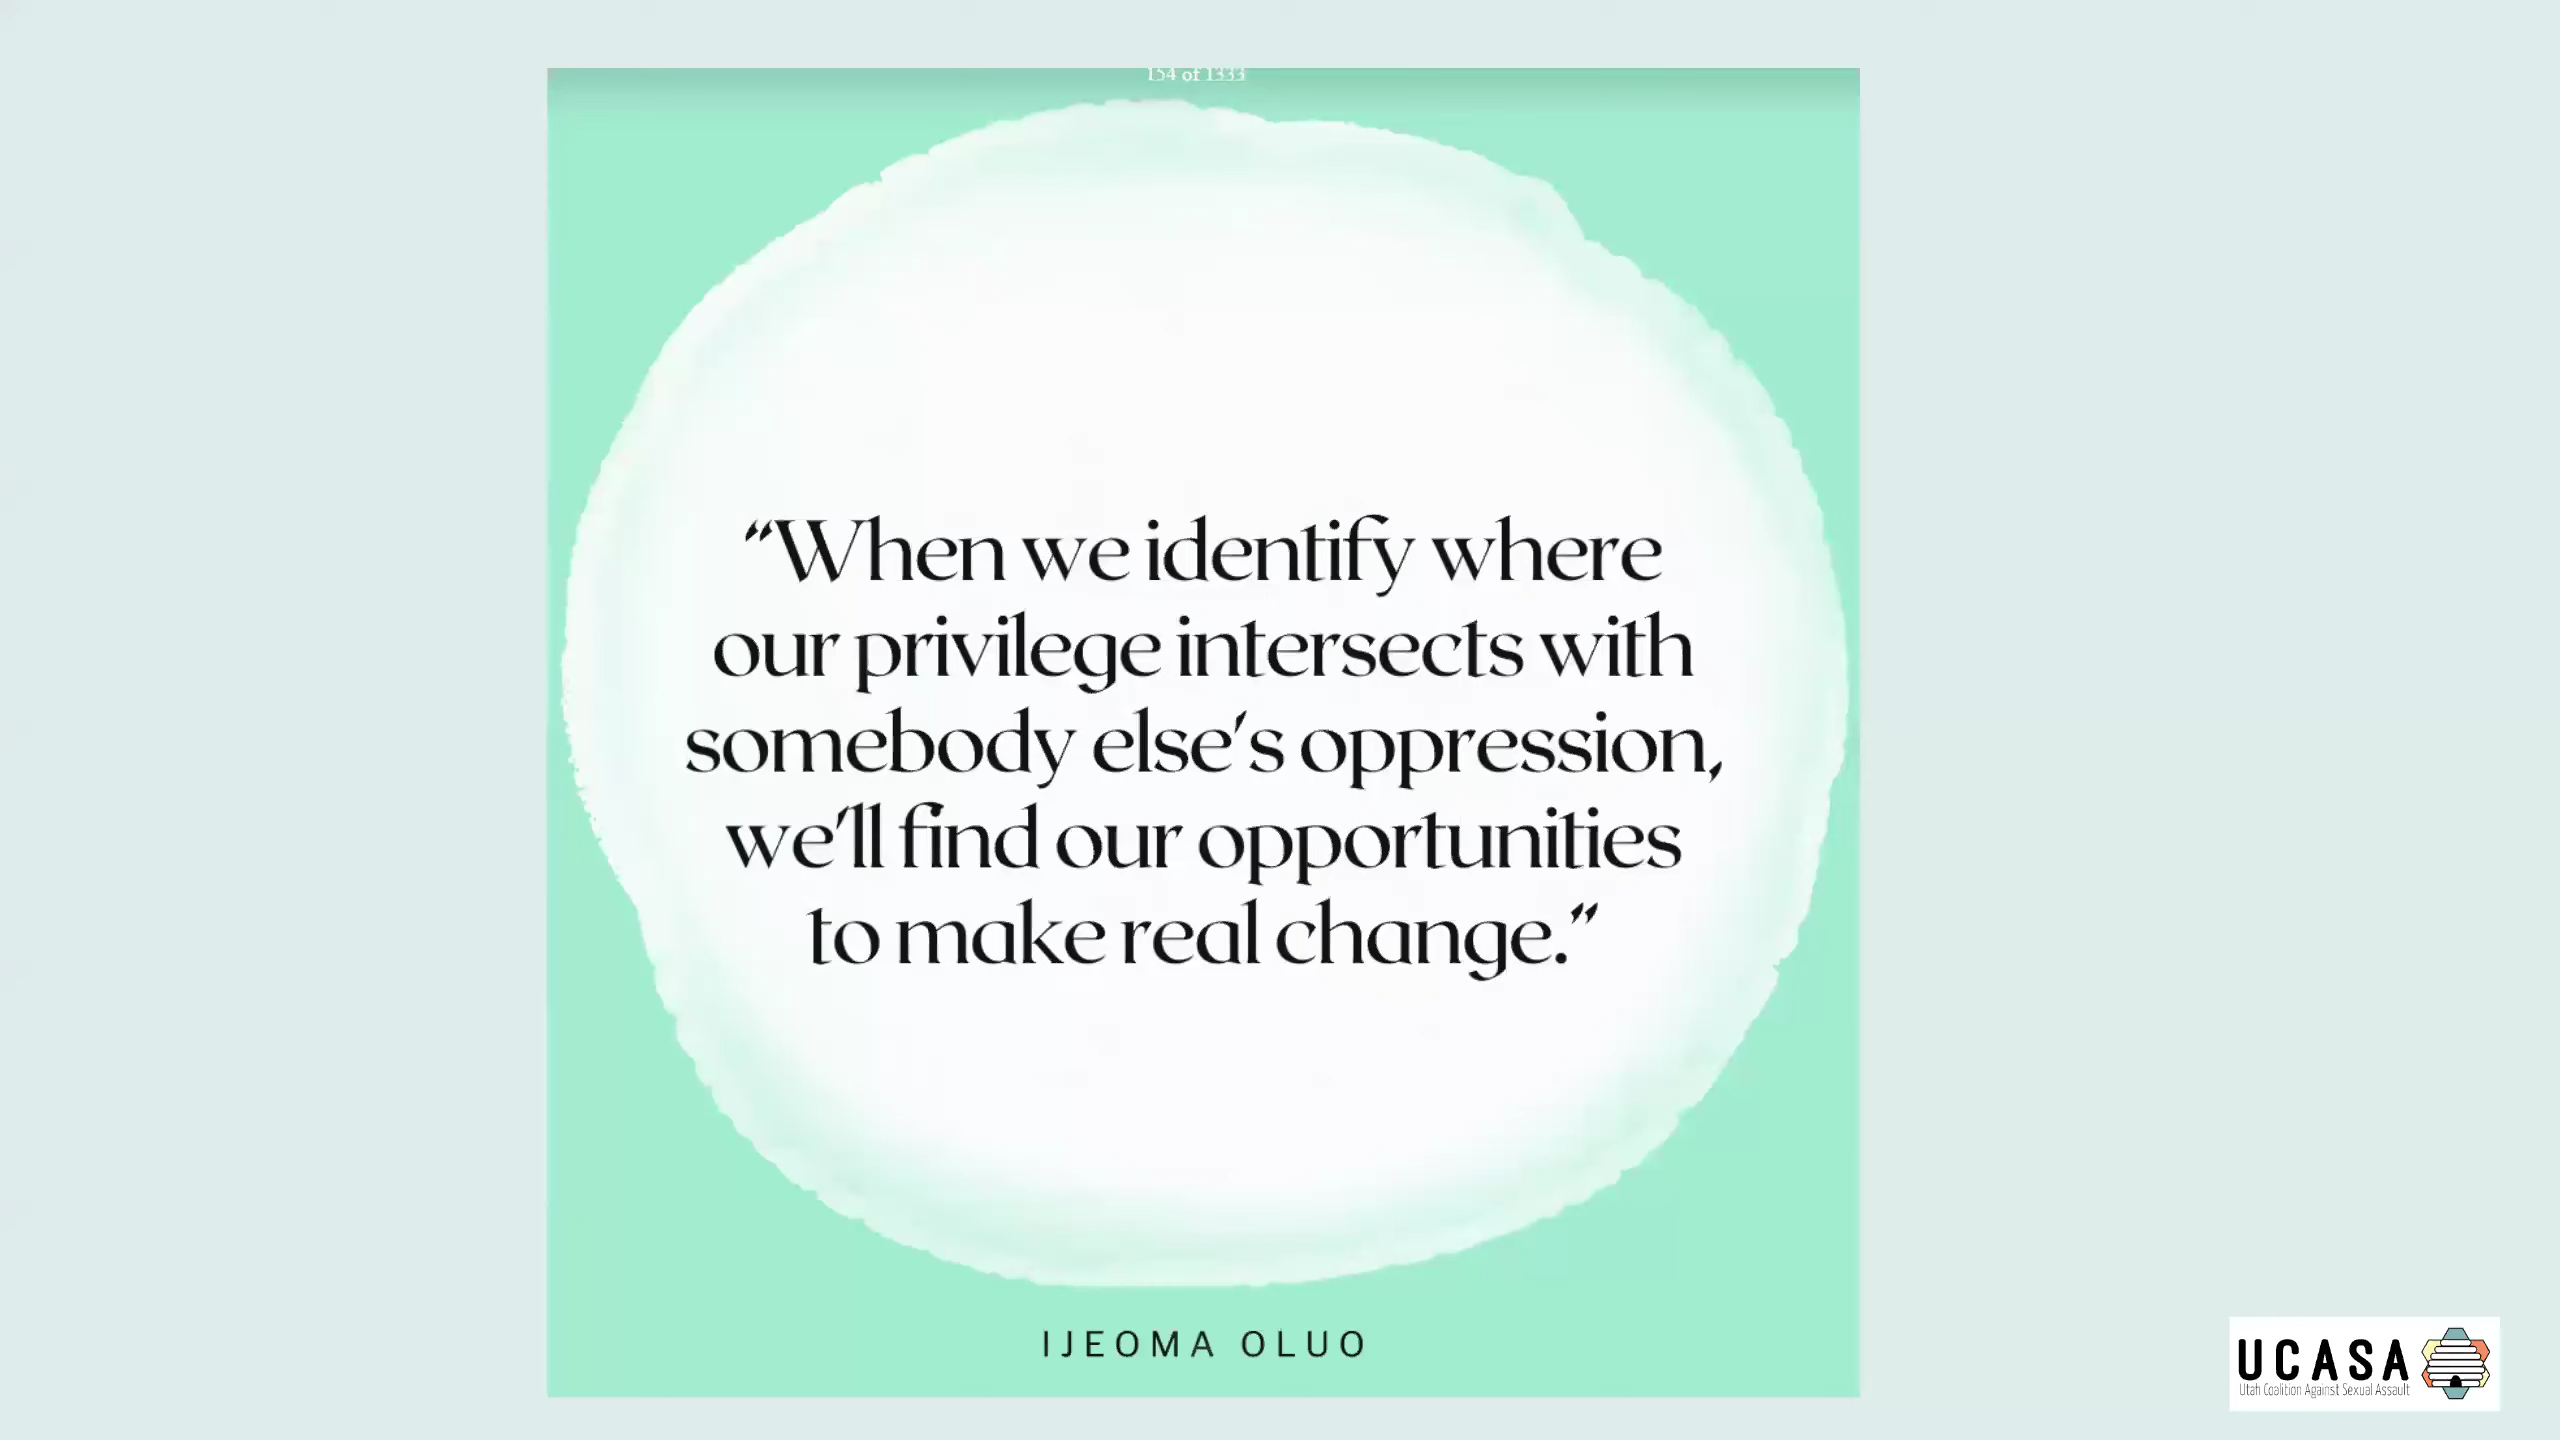 154 of 1333
“When we identify where
our privilege intersects with
somebody else’s oppression,
we’ll find our opportunities
to make real change.”
IJEOMA OLUO
UCASA
Utah Coalition Against Sexual Assault